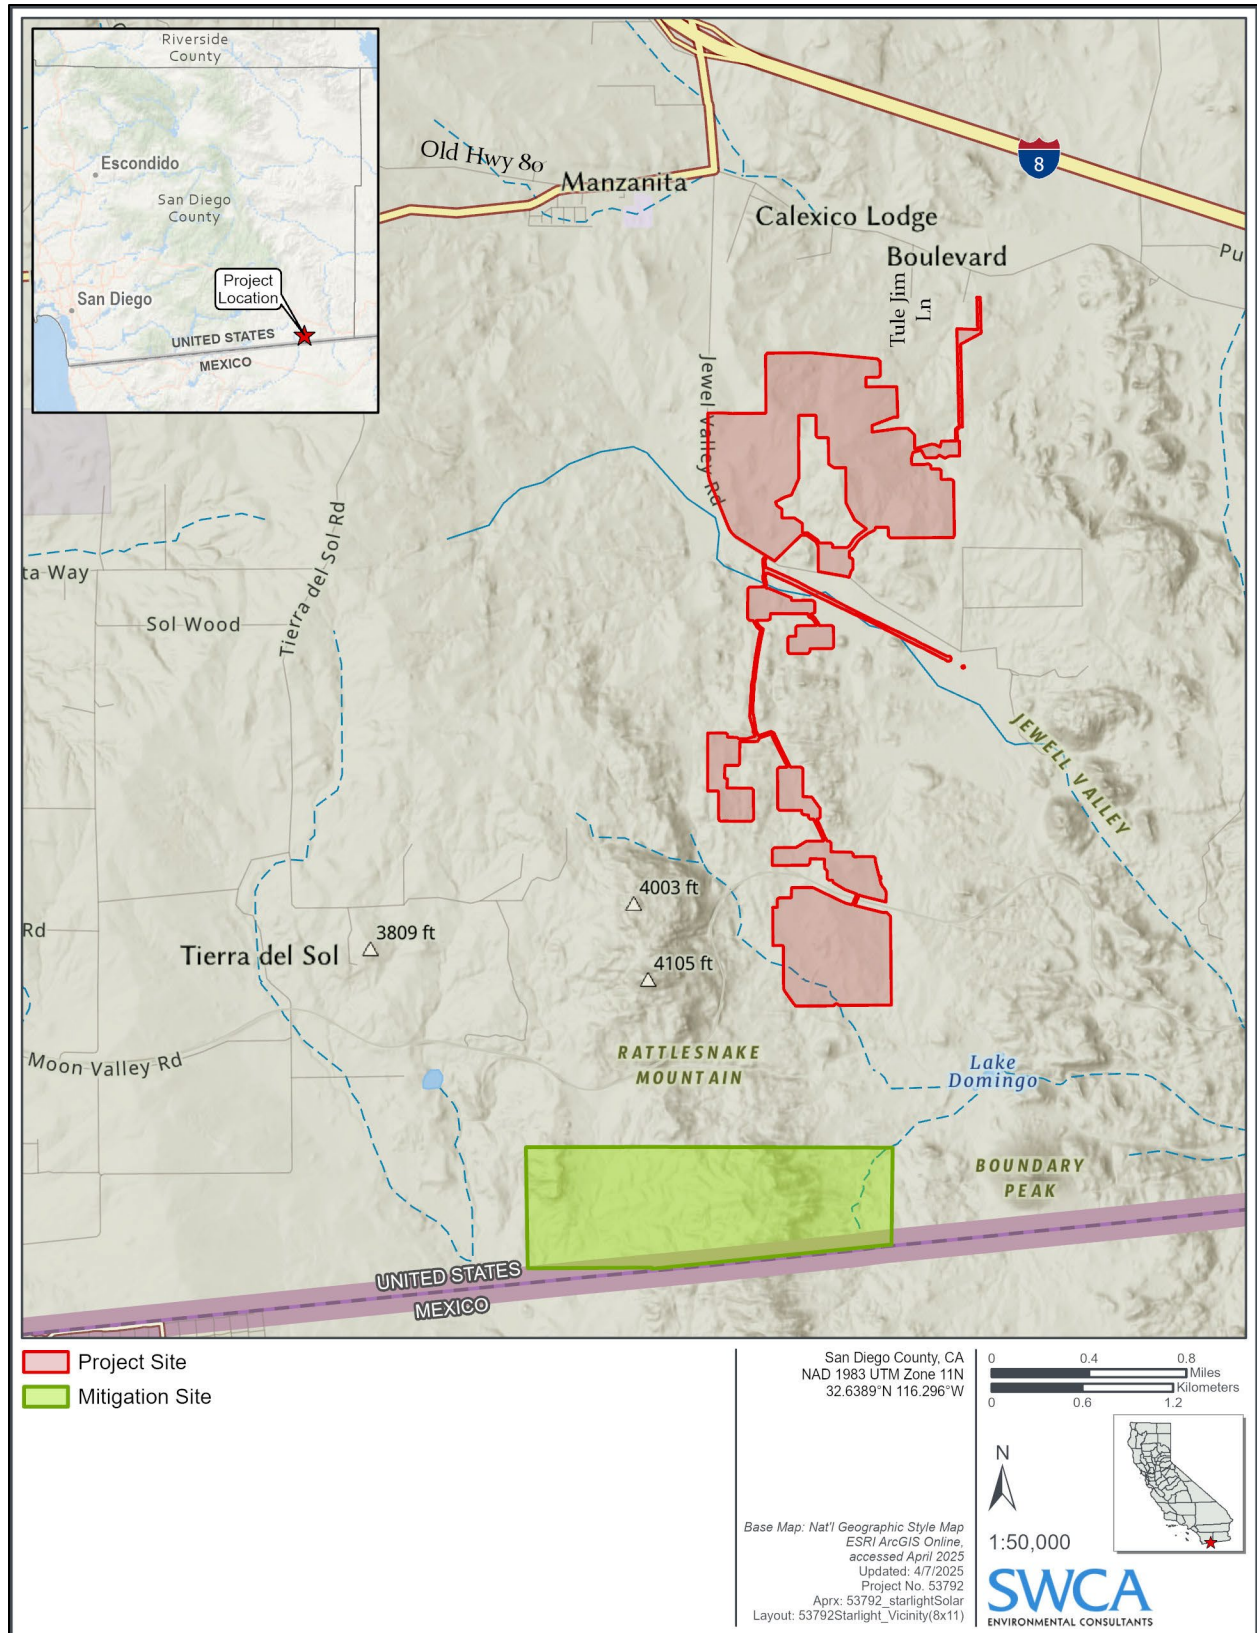 Riverside
County
Escondido
San Diego
County
Project
Location
San Diego
UNITED STATES
MEXICO
8
Old Hwy 80
Manzanita
Calexico Lodge
Boulevard
Pu
Tule Jim
Ln
Jewel Valley Rd
Tierra del Sol Rd
ta Way
Sol Wood
JEWELL VALLEY
4003 ft
3809 ft
Rd
Tierra del Sol
4105 ft
RATTLESNAKE
MOUNTAIN
Moon Valley Rd
Lake
Domingo
BOUNDARY
PEAK
UNITED STATES
MEXICO
Project Site
Mitigation Site
San Diego County, CA
NAD 1983 UTM Zone 11N
32.6389°N 116.296°W
0 0.4 0.8
Miles
Kilometers
0 0.6 1.2
N
1:50,000
Base Map: Nat'l Geographic Style Map
ESRI ArcGIS Online,
accessed April 2025
Updated: 4/7/2025
Project No. 53792
Aprx: 53792_starlightSolar
Layout: 53792Starlight_Vicinity(8x11)
SWCA
ENVIRONMENTAL CONSULTANTS